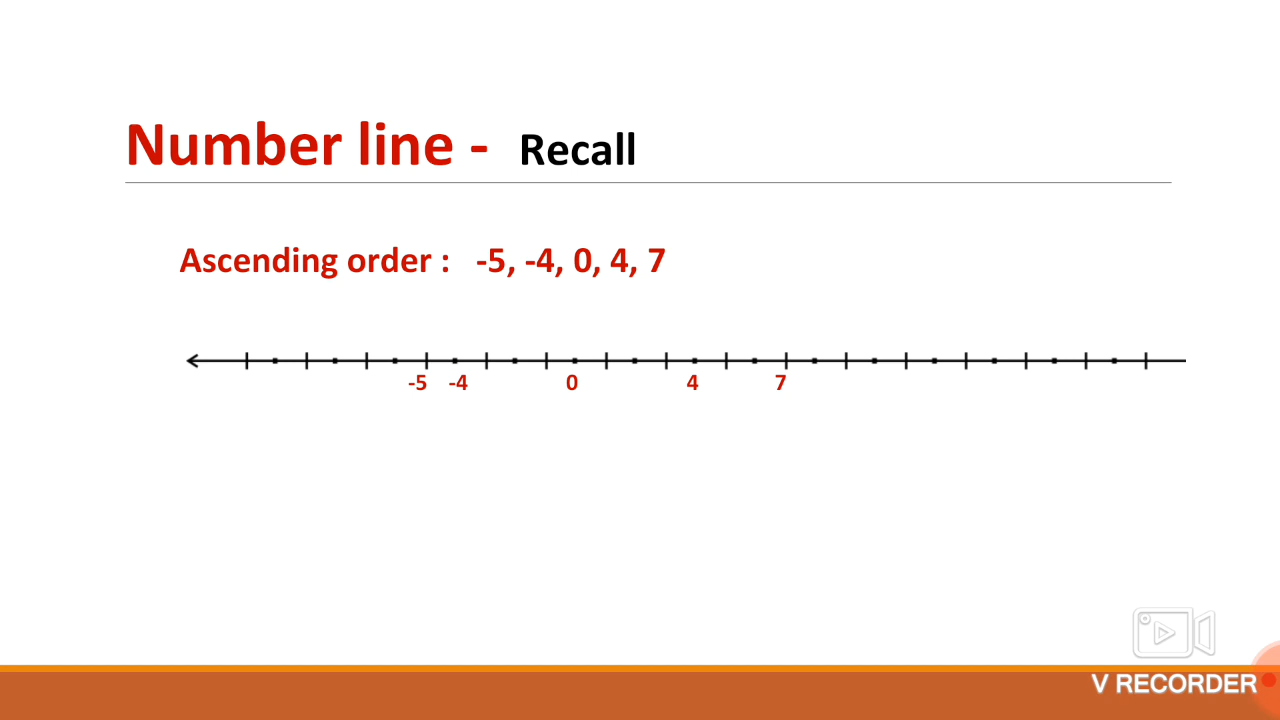 Number line - Recall
Ascending order : -5, -4, 0, 4, 7
-5 -4 0 4 7
V RECORDER